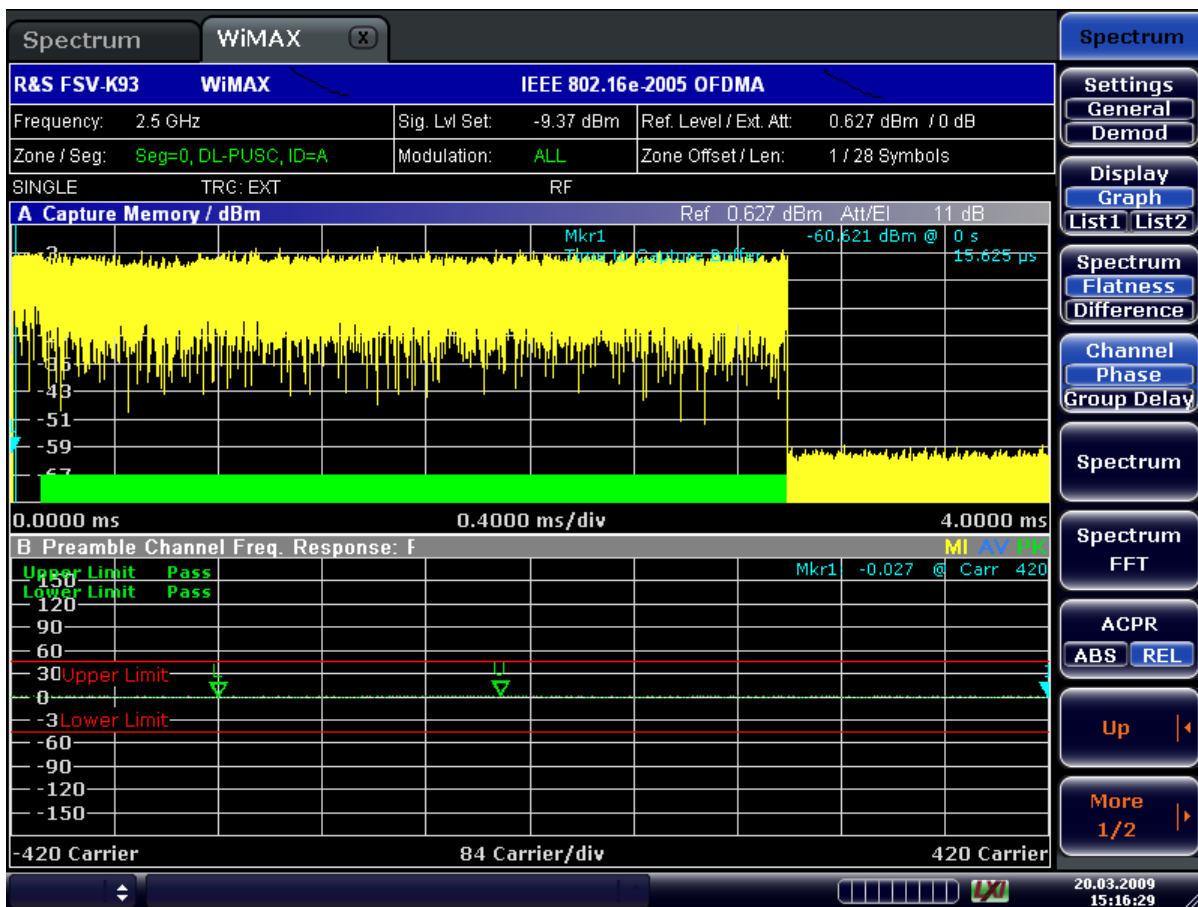 Spectrum WiMAX X Spectrum
R&S FSV-K93 WiMAX IEEE 802.16e-2005 OFDMA
Frequency: 2.5 GHz Sig. Lvl Set: -9.37 dBm Ref. Level / Ext. Att: 0.627 dBm / 0 dB
Zone / Seg: Seg=0, DL-PUSC, ID=A Modulation: ALL Zone Offset / Len: 1 / 28 Symbols
SINGLE TRG: EXT RF
A Capture Memory / dBm Ref 0.627 dBm Att/El 11 dB
Mkr1 -60.621 dBm @ 0 s
Capture Buffer 15.625 µs
-43
-51
-59
0.0000 ms 0.4000 ms/div 4.0000 ms
B Preamble Channel Freq. Response: MI AV PK
Upper Limit Pass
Mkr1 -0.027 @ Carr 420
150
Lower Limit Pass
120
90
60
30 Upper Limit
0
-3 Lower Limit
-60
-90
-120
-150
L
U
1
-420 Carrier 84 Carrier/div 420 Carrier
Settings
General
Demod
Display
Graph
List1 List2
Spectrum
Flatness
Difference
Channel
Phase
Group Delay
Spectrum
Spectrum
FFT
ACPR
ABS REL
Up
More
1/2
LXI
20.03.2009
15:16:29